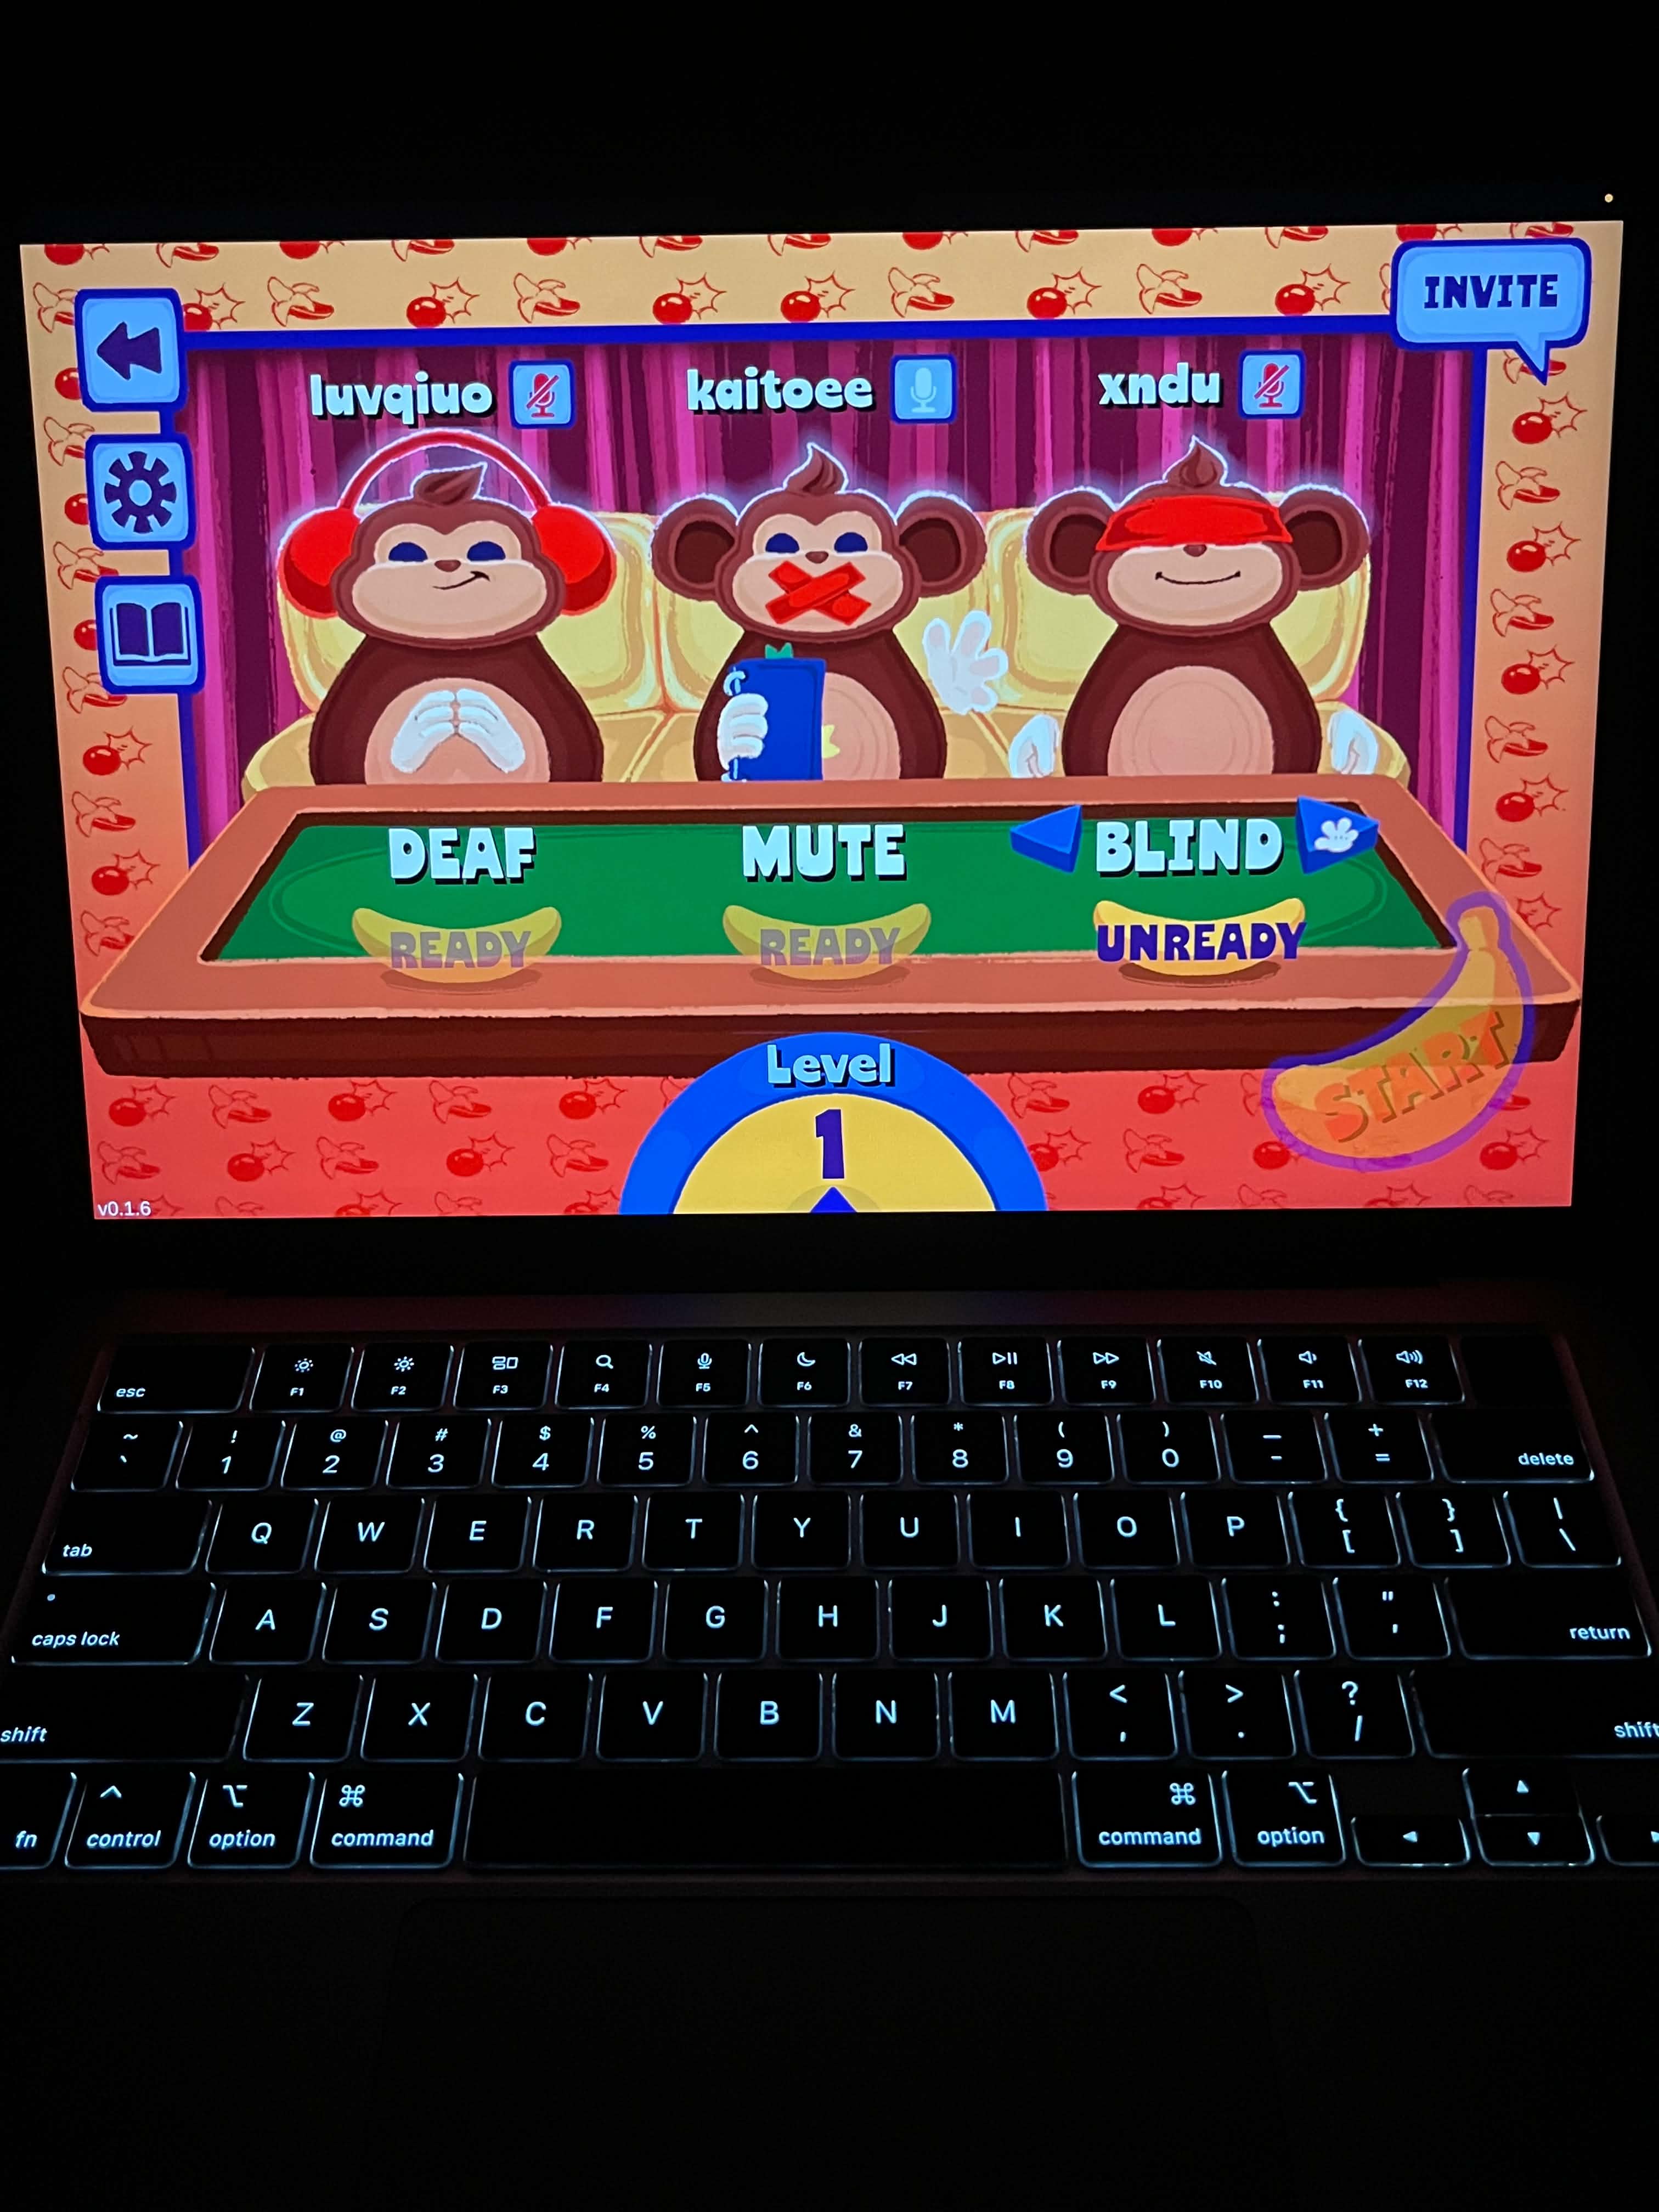 INVITE
luvqiuo kaitoee xndu
DEAF MUTE BLIND
READY READY UNREADY
START
Level
1
v0.1.6
esc F1 F2 F3 F4 F5 F6 F7 F8 F9 F10 F11 F12
~ ! @ # $ % ^ & * ( ) — +
` 1 2 3 4 5 6 7 8 9 0 - = delete
tab Q W E R T Y U I O P { [ } ] | \
caps lock A S D F G H J K L : ; " ' return
shift Z X C V B N M < , > . ? / shift
fn control option command command option